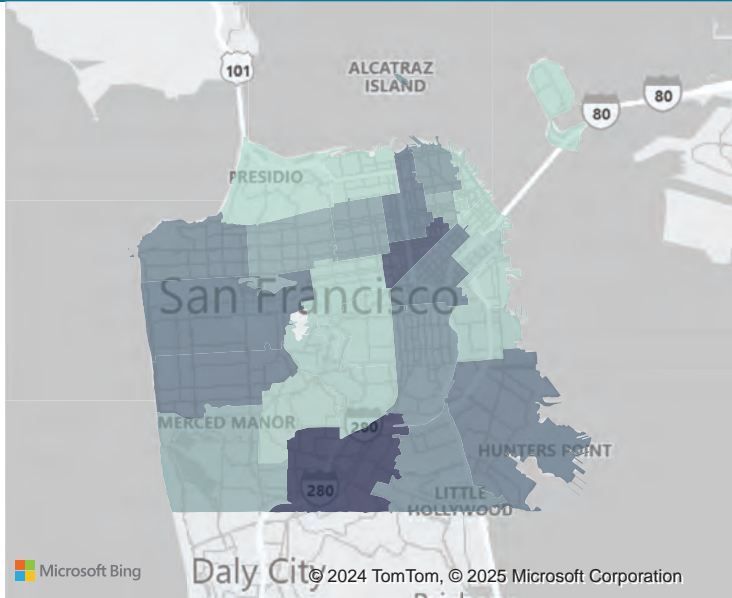 101
ALCATRAZ
ISLAND
80
80
PRESIDIO
San Francisco
MERCED MANOR
280
HUNTERS POINT
280
LITTLE
HOLLYWOOD
Microsoft Bing
Daly City
© 2024 TomTom, © 2025 Microsoft Corporation